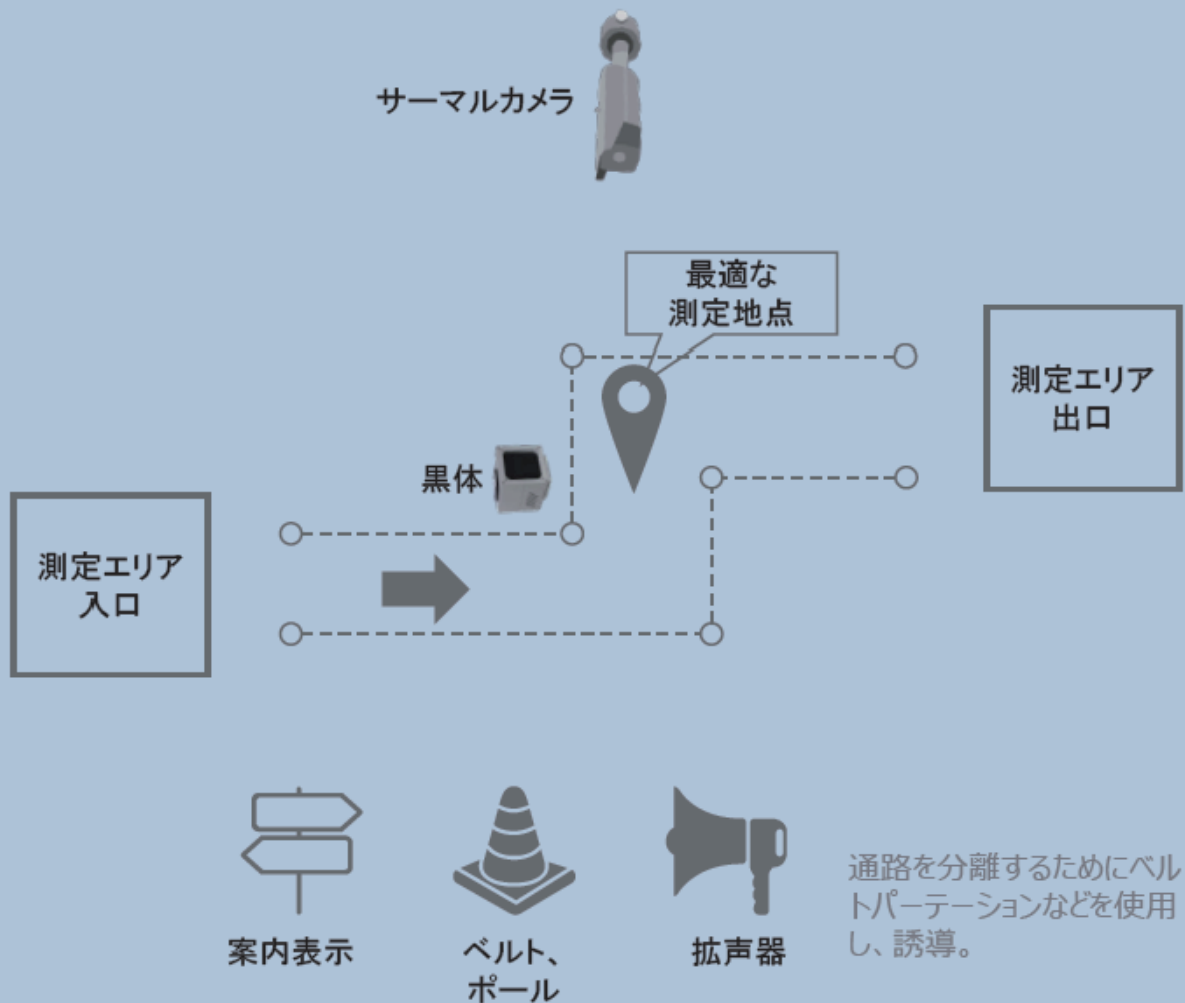 サーマルカメラ
最適な
測定地点
測定エリア
出口
黒体
測定エリア
入口
案内表示
ベルト、
ポール
拡声器
通路を分離するためにベル
トパーテーションなどを使用
し、誘導。